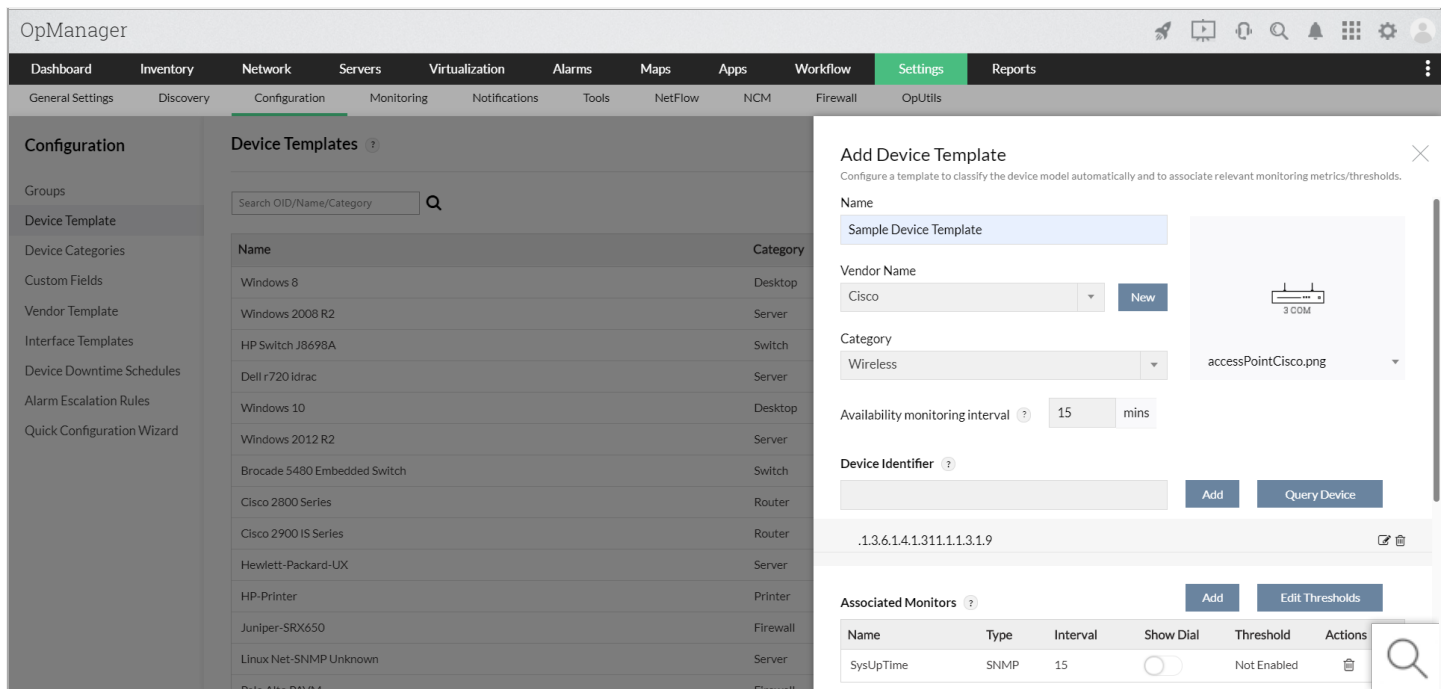 OpManager
Dashboard Inventory Network Servers Virtualization Alarms Maps Apps Workflow Settings Reports
General Settings Discovery Configuration Monitoring Notifications Tools NetFlow NCM Firewall OpUtils
Configuration
Groups
Device Template
Device Categories
Custom Fields
Vendor Template
Interface Templates
Device Downtime Schedules
Alarm Escalation Rules
Quick Configuration Wizard
Device Templates ?
Search OID/Name/Category
Name Category
Windows 8 Desktop
Windows 2008 R2 Server
HP Switch J8698A Switch
Dell r720 idrac Server
Windows 10 Desktop
Windows 2012 R2 Server
Brocade 5480 Embedded Switch Switch
Cisco 2800 Series Router
Cisco 2900 IS Series Router
Hewlett-Packard-UX Server
HP-Printer Printer
Juniper-SRX650 Firewall
Linux Net-SNMP Unknown Server
Add Device Template
Configure a template to classify the device model automatically and to associate relevant monitoring metrics/thresholds.
Name
Sample Device Template
Vendor Name
Cisco New
3 COM
Category
Wireless
accessPointCisco.png
Availability monitoring interval ? 15 mins
Device Identifier ?
Add Query Device
.1.3.6.1.4.1.311.1.1.3.1.9
Associated Monitors ? Add Edit Thresholds
Name Type Interval Show Dial Threshold Actions
SysUpTime SNMP 15 Not Enabled